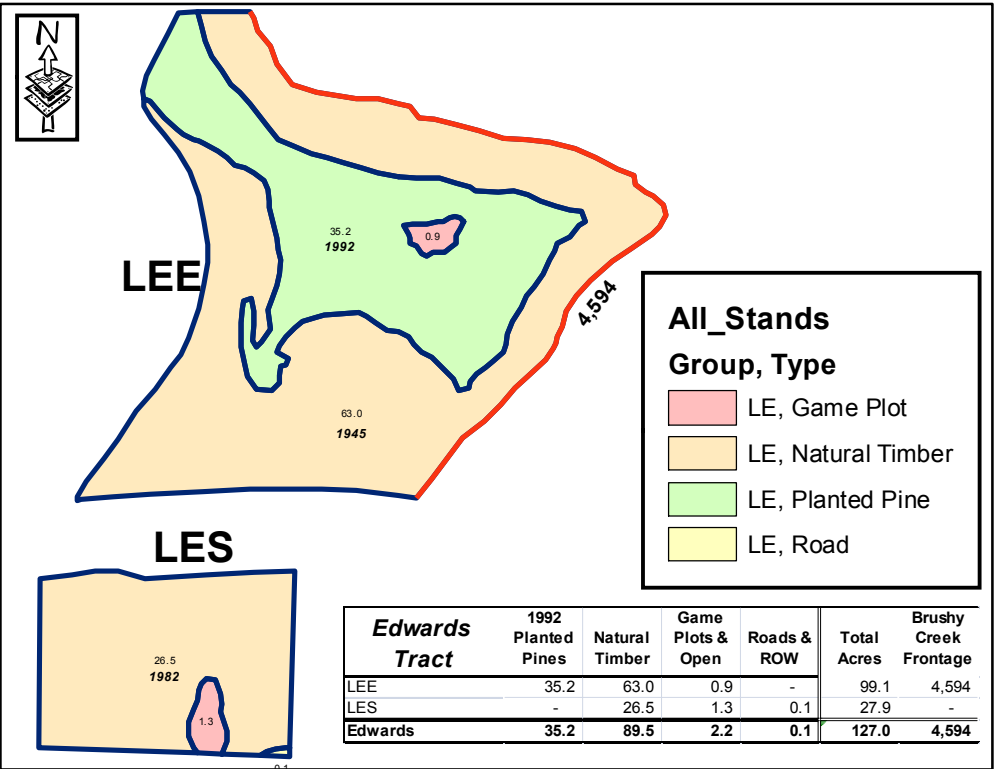 N
35.2
1992
0.9
LEE
4,594
63.0
1945
All_Stands
Group, Type
LE, Game Plot
LE, Natural Timber
LE, Planted Pine
LE, Road
LES
26.5
1982
1.3
0.1
Edwards Tract 1992 Planted Pines Natural Timber Game Plots & Open Roads & ROW Total Acres Brushy Creek Frontage
LEE 35.2 63.0 0.9 - 99.1 4,594
LES - 26.5 1.3 0.1 27.9 -
Edwards 35.2 89.5 2.2 0.1 127.0 4,594